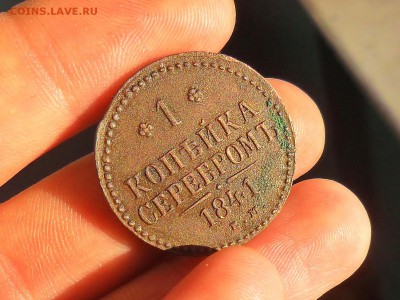 COINS.LAVE.RU
1
КОПѢЙКА
СЕРЕБРОМЪ
1841